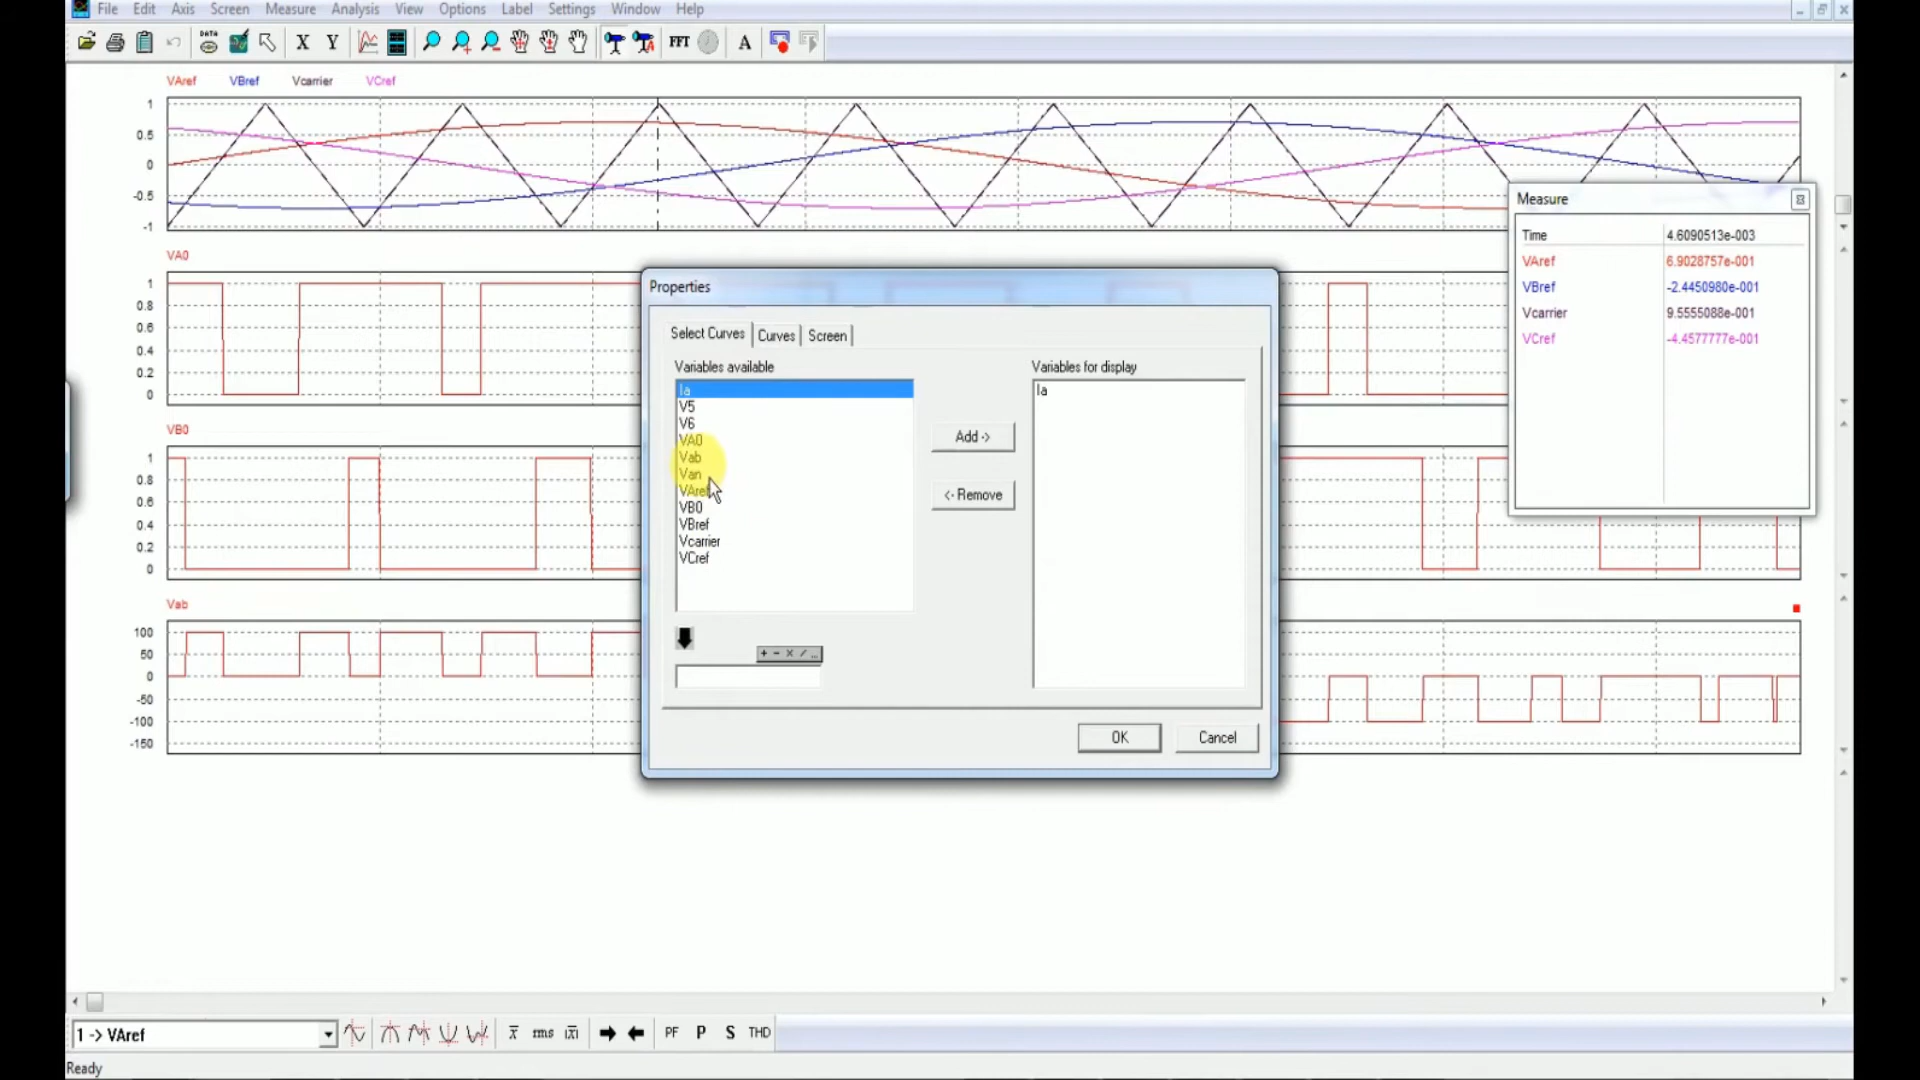 File Edit Axis Screen Measure Analysis View Options Label Settings Window Help
DATA X Y FFT A
VAref VBref Vcarrier VCref
1
0.5
0
-0.5
-1
VA0
1
0.8
0.6
0.4
0.2
0
VB0
1
0.8
0.6
0.4
0.2
0
Vab
100
50
0
-50
-100
-150
Properties
Select Curves Curves Screen
Variables available
Ia
V5
V6
VA0
Vab
Van
VAref
VB0
VBref
Vcarrier
VCref
Add ->
<- Remove
Variables for display
Ia
+ - × / ...
OK Cancel
Measure
Time 4.6090513e-003
VAref 6.9028757e-001
VBref -2.4450980e-001
Vcarrier 9.5555088e-001
VCref -4.4577777e-001
1 -> VAref x rms |x| PF P S THD
Ready